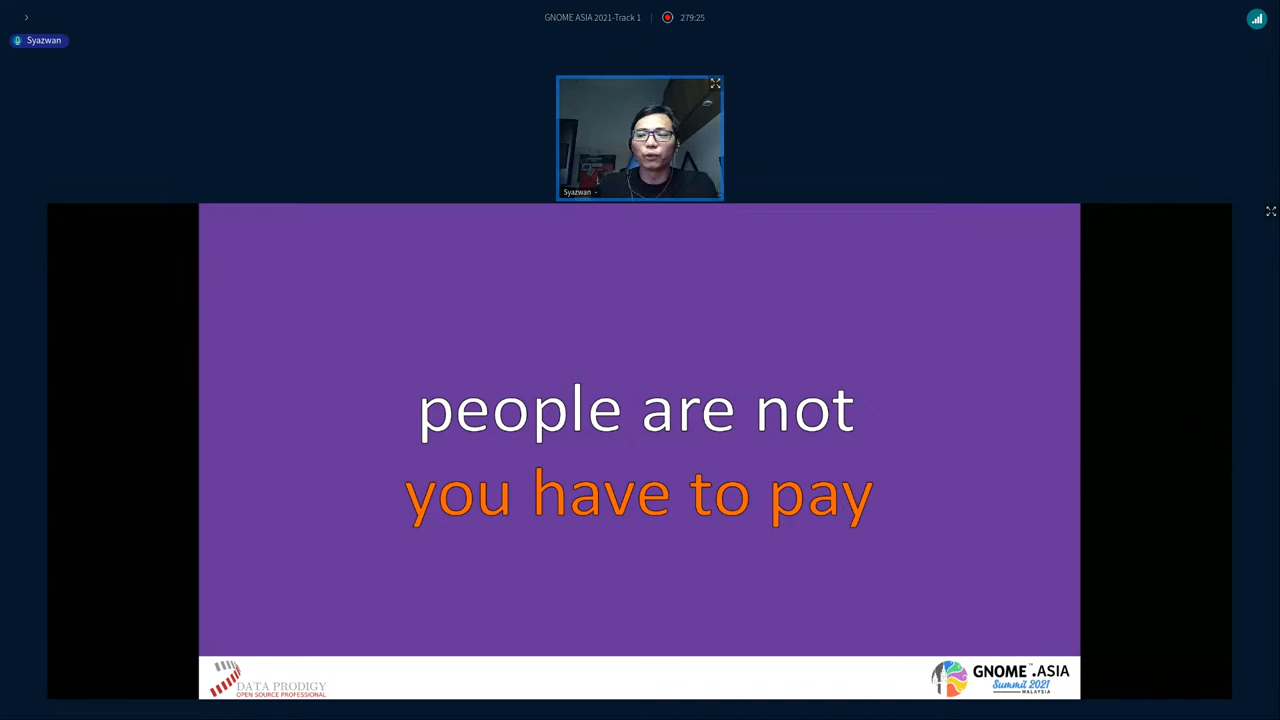 GNOME ASIA 2021-Track 1
279:25
Syazwan
Syazwan
people are not
you have to pay
DATA PRODIGY
OPEN SOURCE PROFESSIONAL
GNOME™.ASIA
Summit 2021
MALAYSIA